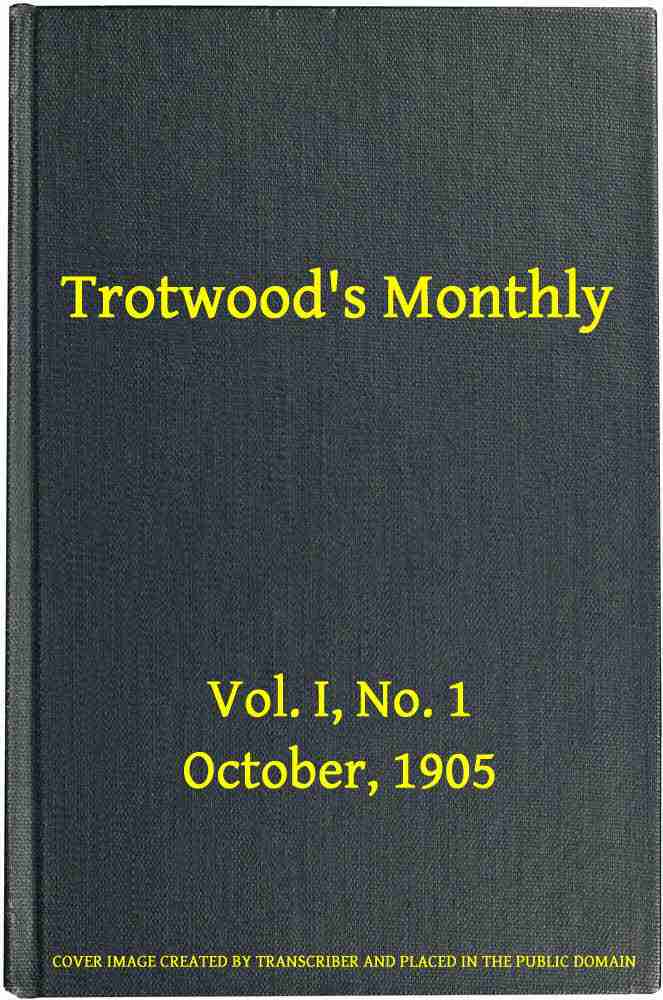 Trotwood's Monthly
Vol. I, No. 1
October, 1905
COVER IMAGE CREATED BY TRANSCRIBER AND PLACED IN THE PUBLIC DOMAIN